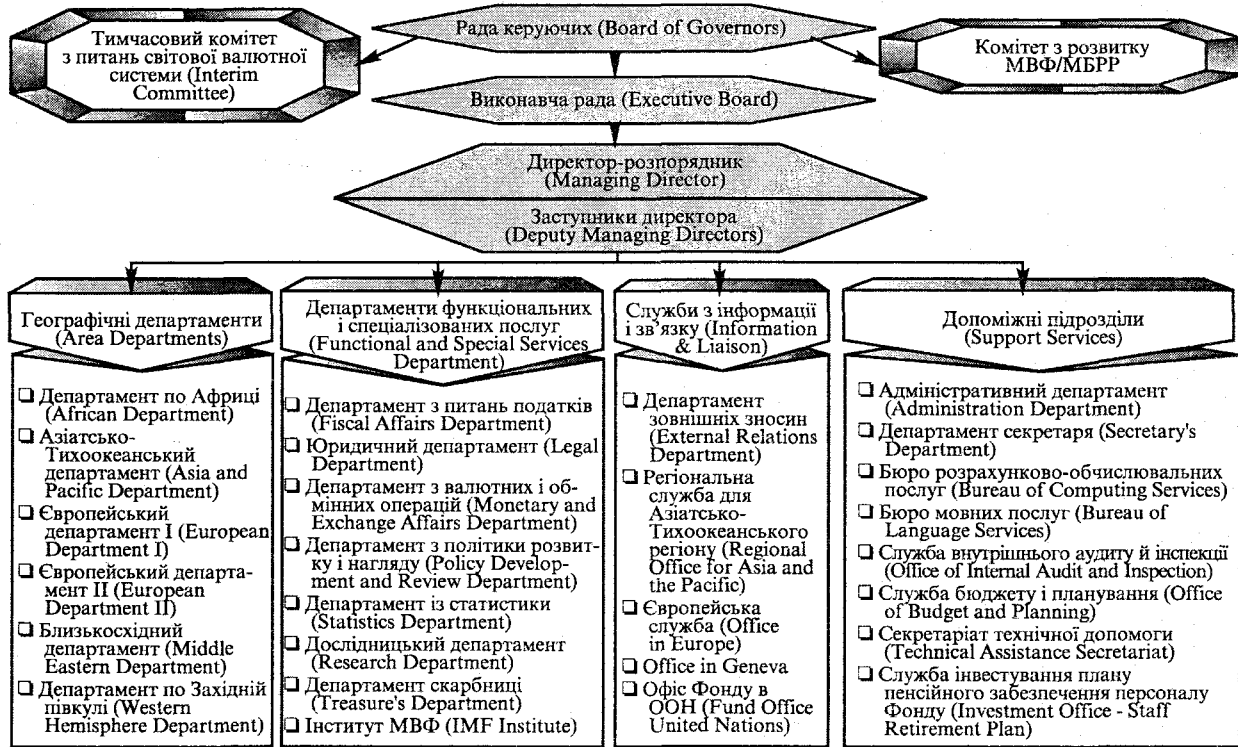 Тимчасовий комітет
з питань світової валютної
системи (Interim
Committee)
Рада керуючих (Board of Governors)
Комітет з розвитку
МВФ/МБРР
Виконавча рада (Executive Board)
Директор-розпорядник
(Managing Director)
Заступники директора
(Deputy Managing Directors)
Географічні департаменти
(Area Departments)
❑ Департамент по Африці
(African Department)
❑ Азіатсько-
Тихоокеанський
департамент (Asia and
Pacific Department)
❑ Європейський
департамент I (European
Department I)
❑ Європейський департа-
мент II (European
Department II)
❑ Близькосхідний
департамент (Middle
Eastern Department)
❑ Департамент по Західній
півкулі (Western
Hemisphere Department)
Департаменти функціональних
і спеціалізованих послуг
(Functional and Special Services
Department)
❑ Департамент з питань податків
(Fiscal Affairs Department)
❑ Юридичний департамент (Legal
Department)
❑ Департамент з валютних і об-
мінних операцій (Monetary
and Exchange Affairs Department)
❑ Департамент з політики розвит-
ку і нагляду (Policy Develop-
ment and Review Department)
❑ Департамент із статистики
(Statistics Department)
❑ Дослідницький департамент
(Research Department)
❑ Департамент скарбниці
(Treasure's Department)
❑ Інститут МВФ (IMF Institute)
Служби з інформації
і зв'язку (Information
& Liaison)
❑ Департамент
зовнішніх зносин
(External Relations
Department)
❑ Регіональна
служба для
Азіатсько-
Тихоокеанського
регіону (Regional
Office for Asia and
the Pacific)
❑ Європейська
служба (Office
in Europe)
❑ Office in Geneva
❑ Офіс Фонду в
ООН (Fund Office
United Nations)
Допоміжні підрозділи
(Support Services)
❑ Адміністративний департамент
(Administration Department)
❑ Департамент секретаря (Secretary's
Department)
❑ Бюро розрахунково-обчислювальних
послуг (Bureau of Computing Services)
❑ Бюро мовних послуг (Bureau of
Language Services)
❑ Служба внутрішнього аудиту й інспекції
(Office of Internal Audit and Inspection)
❑ Служба бюджету і планування (Office
of Budget and Planning)
❑ Секретаріат технічної допомоги
(Technical Assistance Secretariat)
❑ Служба інвестування плану
пенсійного забезпечення персоналу
Фонду (Investment Office - Staff
Retirement Plan)